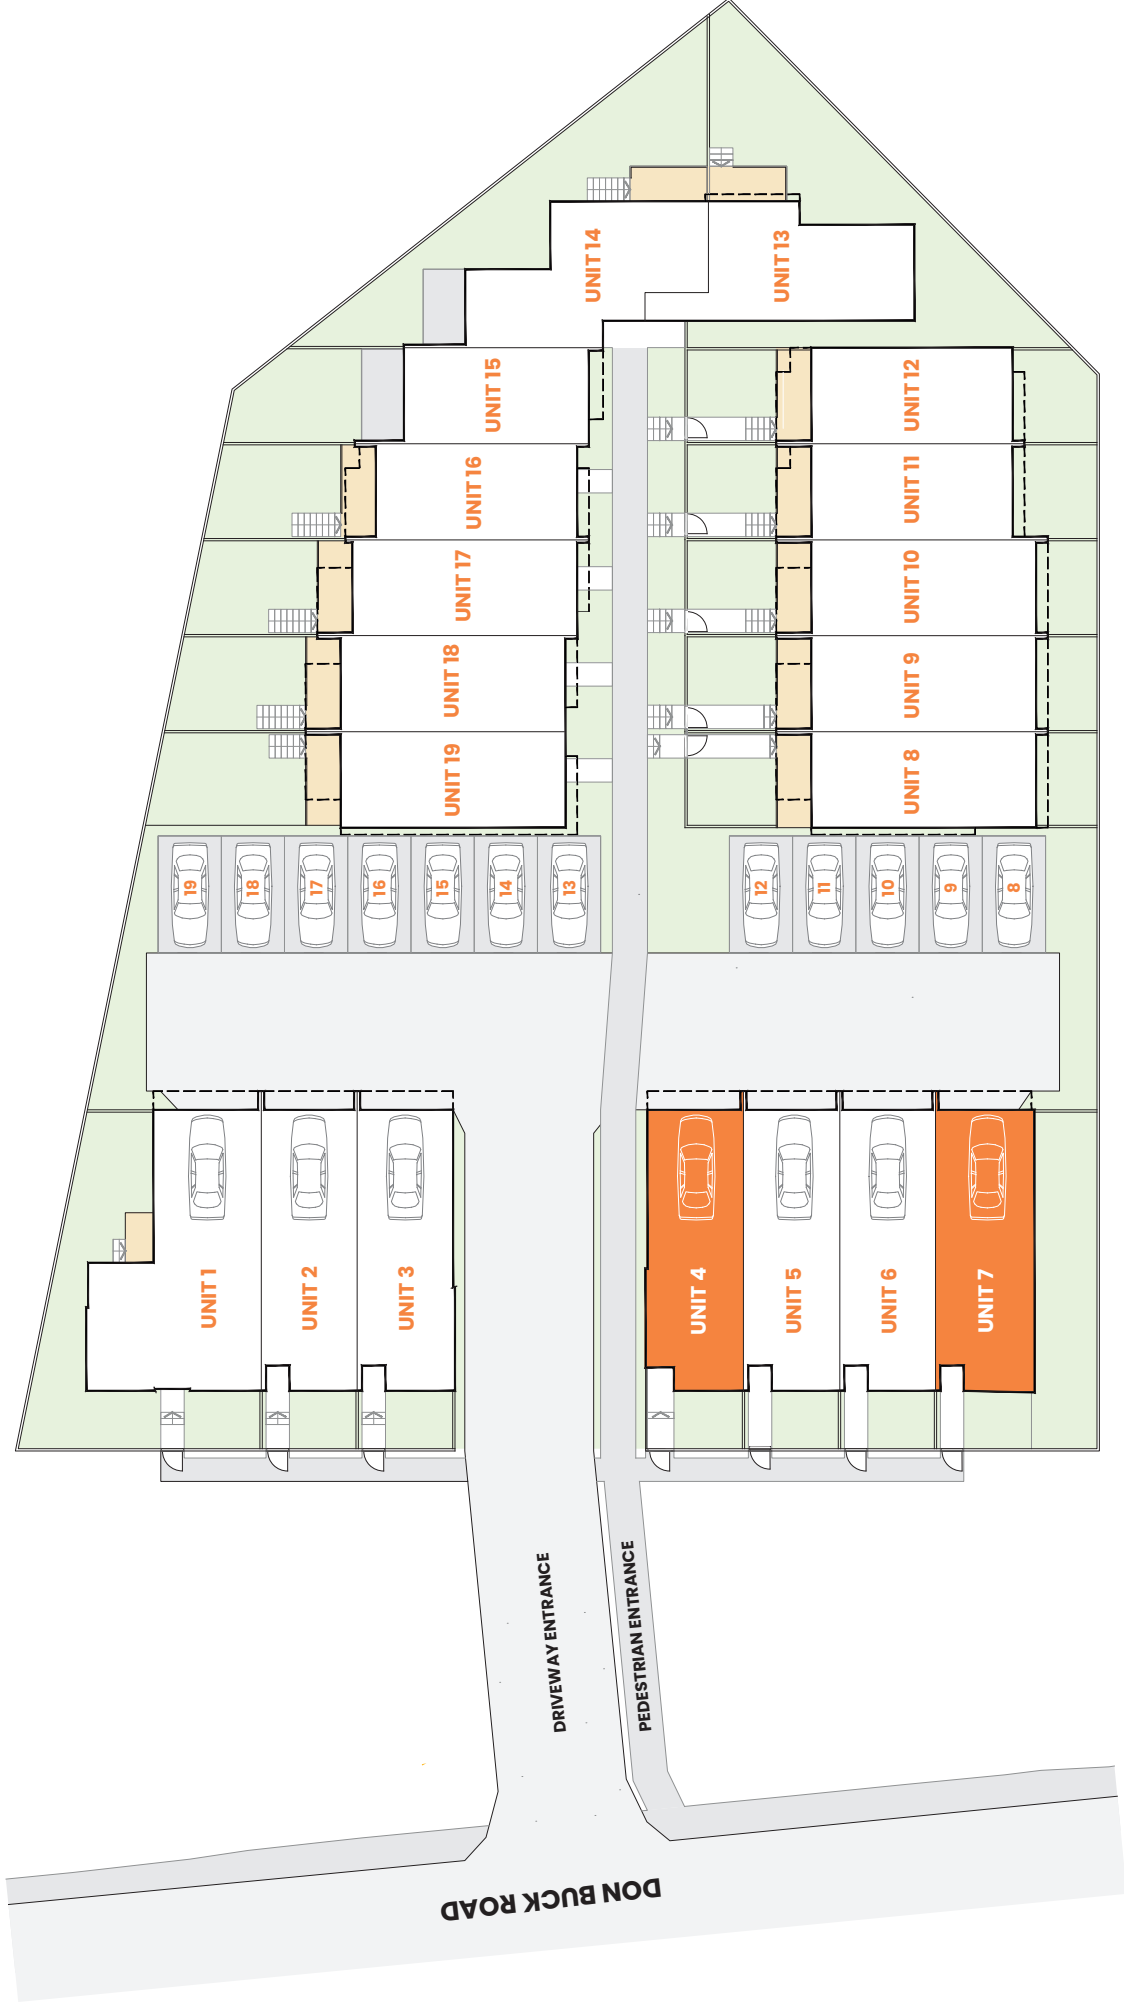 UNIT 14
UNIT 13
UNIT 15
UNIT 12
UNIT 16
UNIT 11
UNIT 17
UNIT 10
UNIT 18
UNIT 9
UNIT 19
UNIT 8
19
18
17
16
15
14
13
12
11
10
9
8
UNIT 1
UNIT 2
UNIT 3
UNIT 4
UNIT 5
UNIT 6
UNIT 7
DRIVEWAY ENTRANCE
PEDESTRIAN ENTRANCE
DON BUCK ROAD